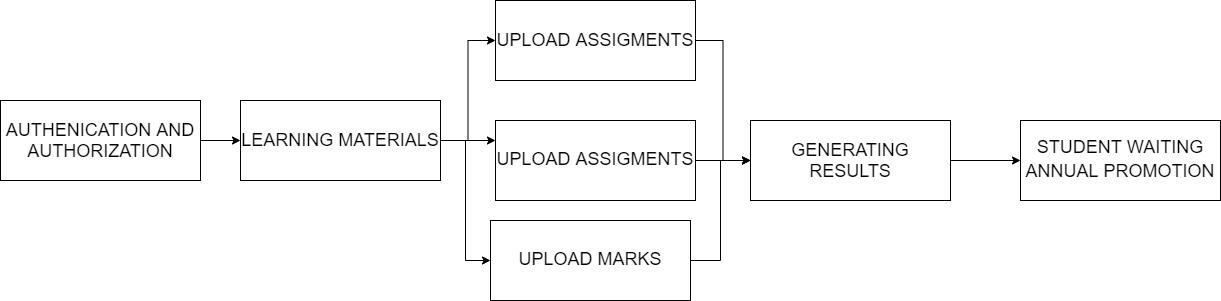 UPLOAD ASSIGMENTS
AUTHENICATION AND
AUTHORIZATION
LEARNING MATERIALS
UPLOAD ASSIGMENTS
GENERATING
RESULTS
STUDENT WAITING
ANNUAL PROMOTION
UPLOAD MARKS